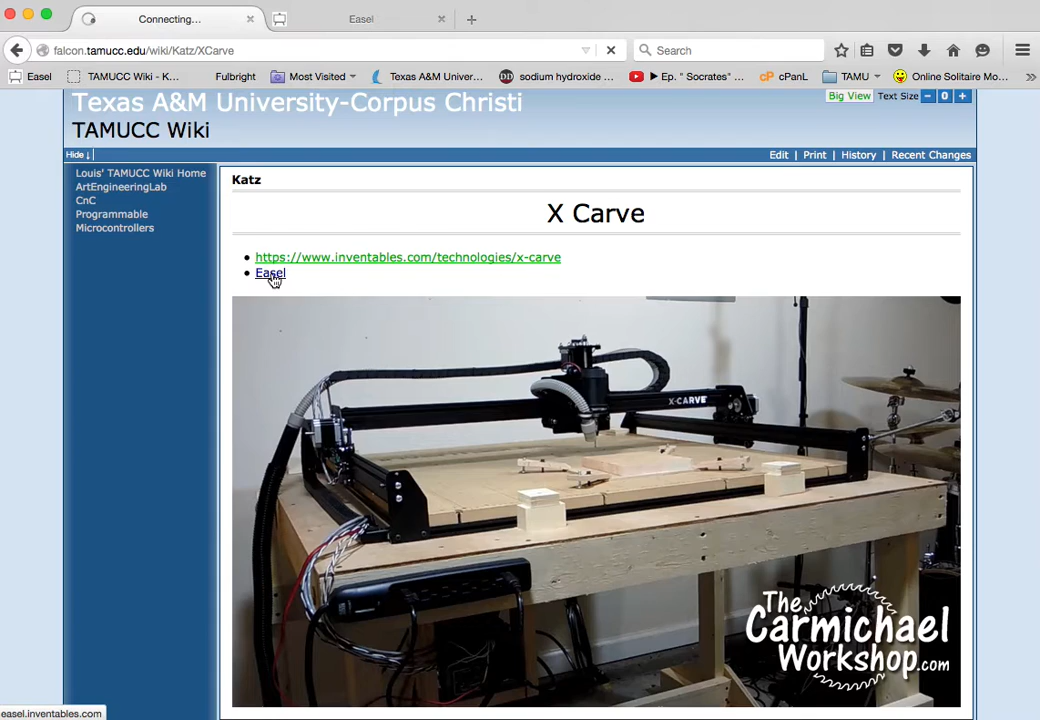 Connecting...
Easel
falcon.tamucc.edu/wiki/Katz/XCarve
Search
Easel
TAMUCC Wiki - K...
Fulbright
Most Visited
Texas A&M Univer...
DD
sodium hydroxide ...
▶ Ep. " Socrates" ...
cP cPanL
TAMU
Online Solitaire Mo...
Texas A&M University-Corpus Christi
Big View
Text Size - 0 +
TAMUCC Wiki
Hide ↓
Edit | Print | History | Recent Changes
Louis' TAMUCC Wiki Home
ArtEngineeringLab
CnC
Programmable
Microcontrollers
Katz
X Carve
• https://www.inventables.com/technologies/x-carve
• Easel
X-CARVE
The
Carmichael
Workshop.com
easel.inventables.com